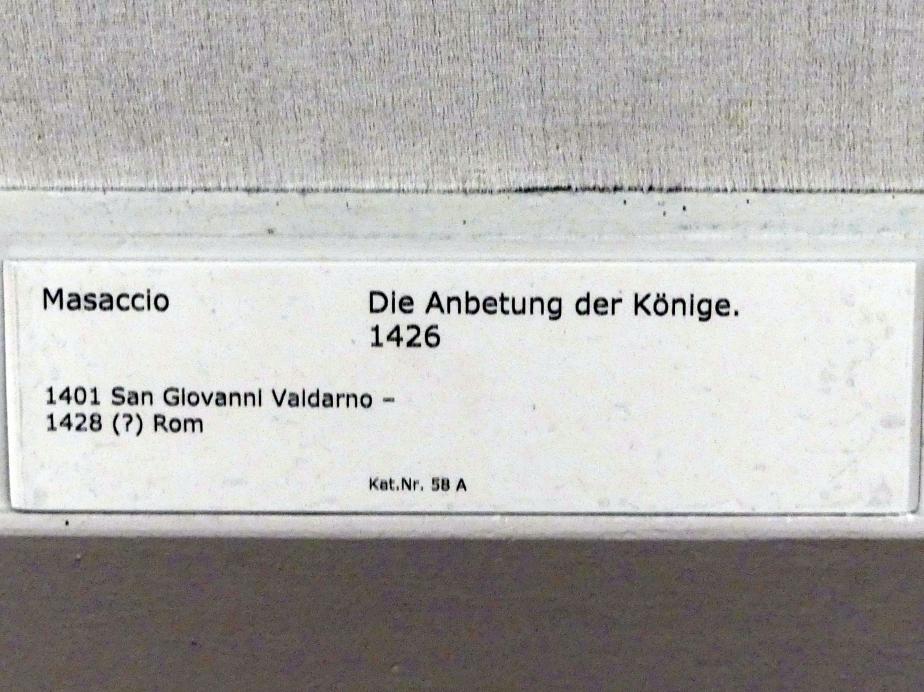 Masaccio
Die Anbetung der Könige.
1426
1401 San Giovanni Valdarno –
1428 (?) Rom
Kat.Nr. 58 A